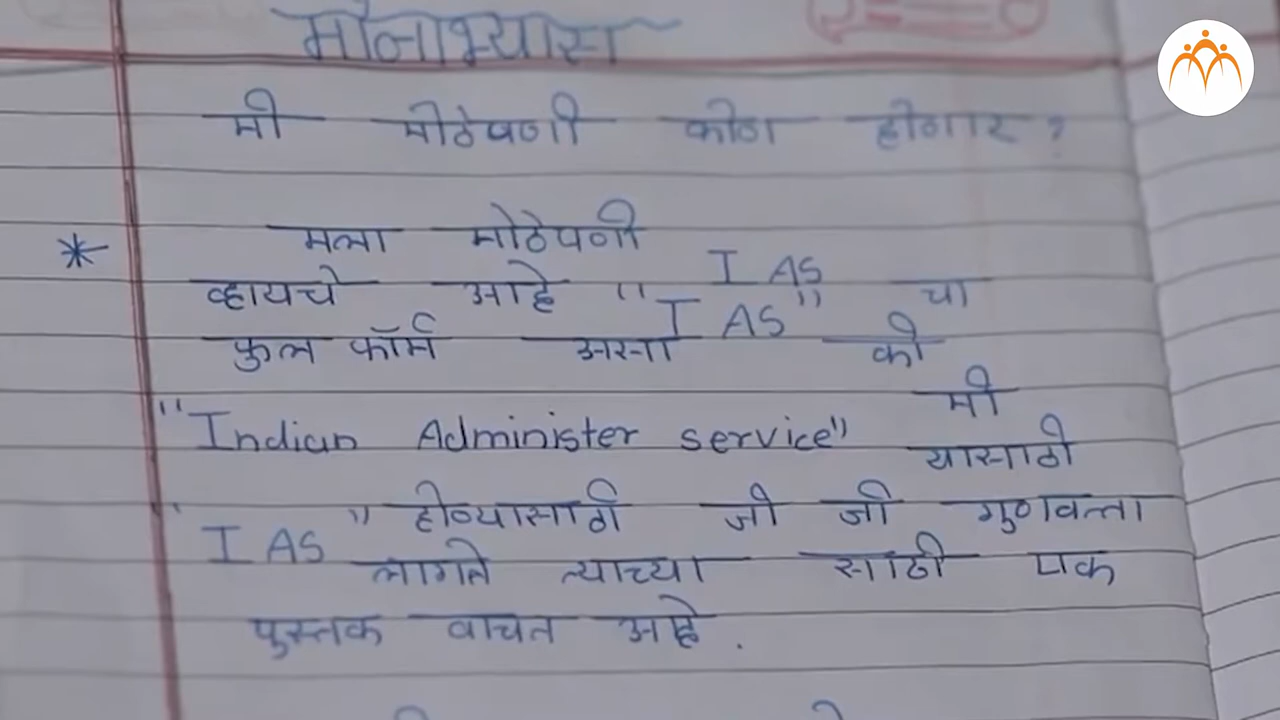 मोलाभ्यास
मी मोठेपणी कोण होणार ?
* मला मोठेपणी IAS
व्हायचे आहे " IAS " चा
फुल फॉर्म असा की
"Indian Administer service" मी
यासाठी
IAS " होण्यासाठी जी जी गुणवत्ता
लागते त्याच्या साठी एक
पुस्तक वाचत आहे .